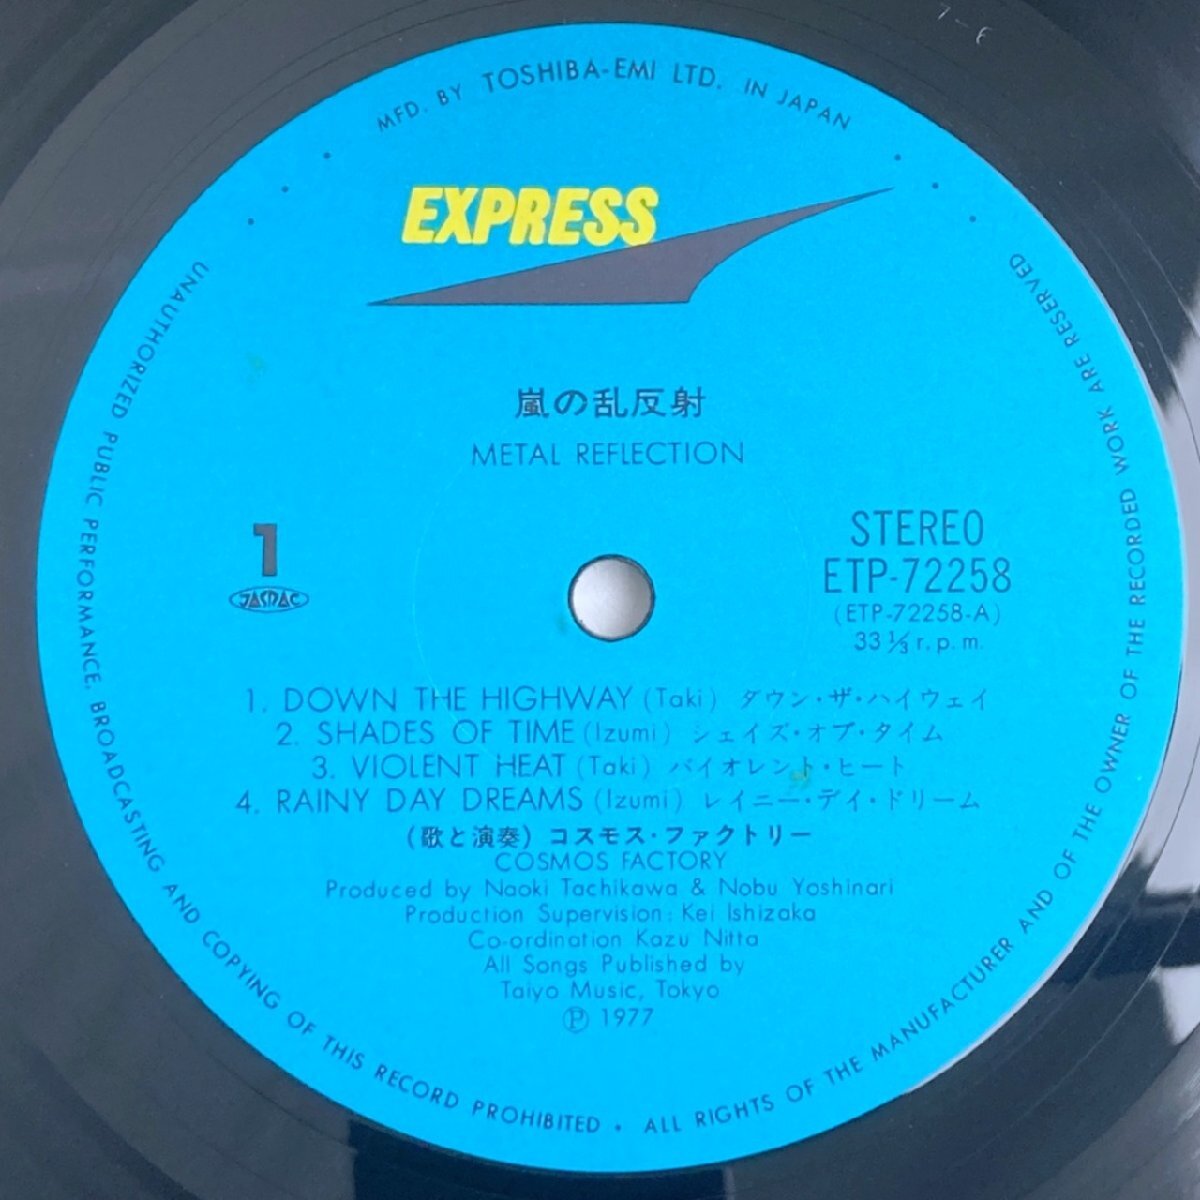 MFD. BY TOSHIBA-EMI LTD. IN JAPAN
EXPRESS
嵐の乱反射
METAL REFLECTION
1
JASRAC
STEREO
ETP-72258
(ETP-72258-A)
33 1/3 r.p.m.
1. DOWN THE HIGHWAY (Taki) ダウン・ザ・ハイウェイ
2. SHADES OF TIME (Izumi) シェイズ・オブ・タイム
3. VIOLENT HEAT (Taki) バイオレント・ヒート
4. RAINY DAY DREAMS (Izumi) レイニー・デイ・ドリーム
(歌と演奏) コスモス・ファクトリー
COSMOS FACTORY
Produced by Naoki Tachikawa & Nobu Yoshinari
Production Supervision: Kei Ishizaka
Co-ordination Kazu Nitta
All Songs Published by
Taiyo Music, Tokyo
Ⓟ 1977
UNAUTHORIZED PUBLIC PERFORMANCE, BROADCASTING AND COPYING OF THIS RECORD PROHIBITED • ALL RIGHTS OF THE MANUFACTURER AND OF THE OWNER OF THE RECORDED WORK ARE RESERVED